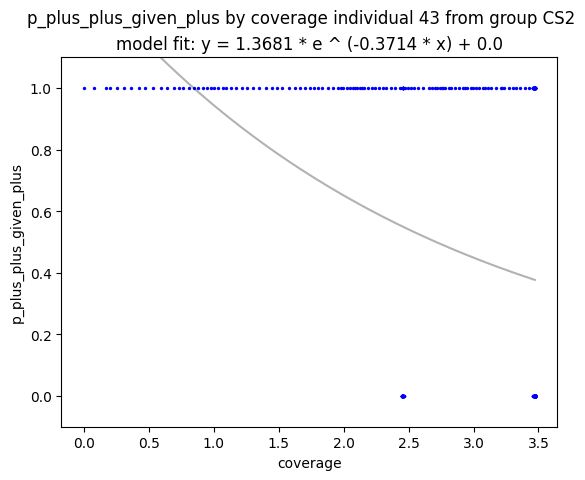 p_plus_plus_given_plus by coverage individual 43 from group CS2
model fit: y = 1.3681 * e ^ (-0.3714 * x) + 0.0
p_plus_plus_given_plus
1.0
0.8
0.6
0.4
0.2
0.0
0.0 0.5 1.0 1.5 2.0 2.5 3.0 3.5
coverage